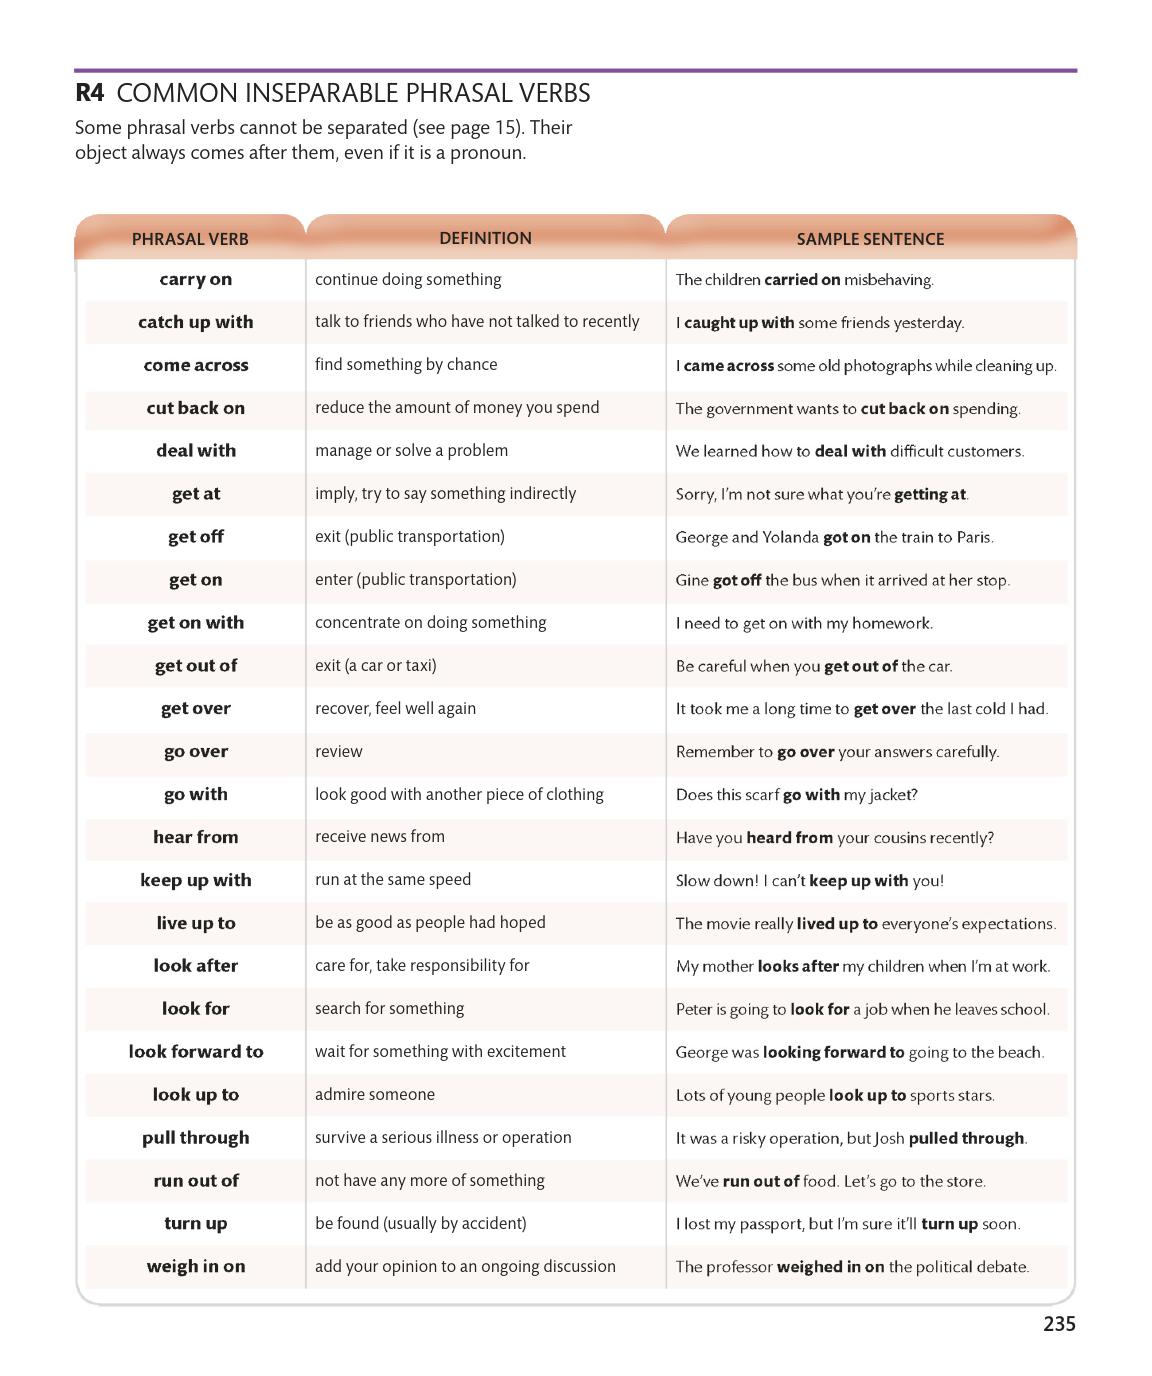 R4 COMMON INSEPARABLE PHRASAL VERBS
Some phrasal verbs cannot be separated (see page 15). Their
object always comes after them, even if it is a pronoun.
PHRASAL VERB DEFINITION SAMPLE SENTENCE
carry on continue doing something The children carried on misbehaving.
catch up with talk to friends who have not talked to recently I caught up with some friends yesterday.
come across find something by chance I came across some old photographs while cleaning up.
cut back on reduce the amount of money you spend The government wants to cut back on spending.
deal with manage or solve a problem We learned how to deal with difficult customers.
get at imply, try to say something indirectly Sorry, I'm not sure what you're getting at.
get off exit (public transportation) George and Yolanda got on the train to Paris.
get on enter (public transportation) Gine got off the bus when it arrived at her stop.
get on with concentrate on doing something I need to get on with my homework.
get out of exit (a car or taxi) Be careful when you get out of the car.
get over recover, feel well again It took me a long time to get over the last cold I had.
go over review Remember to go over your answers carefully.
go with look good with another piece of clothing Does this scarf go with my jacket?
hear from receive news from Have you heard from your cousins recently?
keep up with run at the same speed Slow down! I can't keep up with you!
live up to be as good as people had hoped The movie really lived up to everyone's expectations.
look after care for, take responsibility for My mother looks after my children when I'm at work.
look for search for something Peter is going to look for a job when he leaves school.
look forward to wait for something with excitement George was looking forward to going to the beach.
look up to admire someone Lots of young people look up to sports stars.
pull through survive a serious illness or operation It was a risky operation, but Josh pulled through.
run out of not have any more of something We've run out of food. Let's go to the store.
turn up be found (usually by accident) I lost my passport, but I'm sure it'll turn up soon.
weigh in on add your opinion to an ongoing discussion The professor weighed in on the political debate.
235